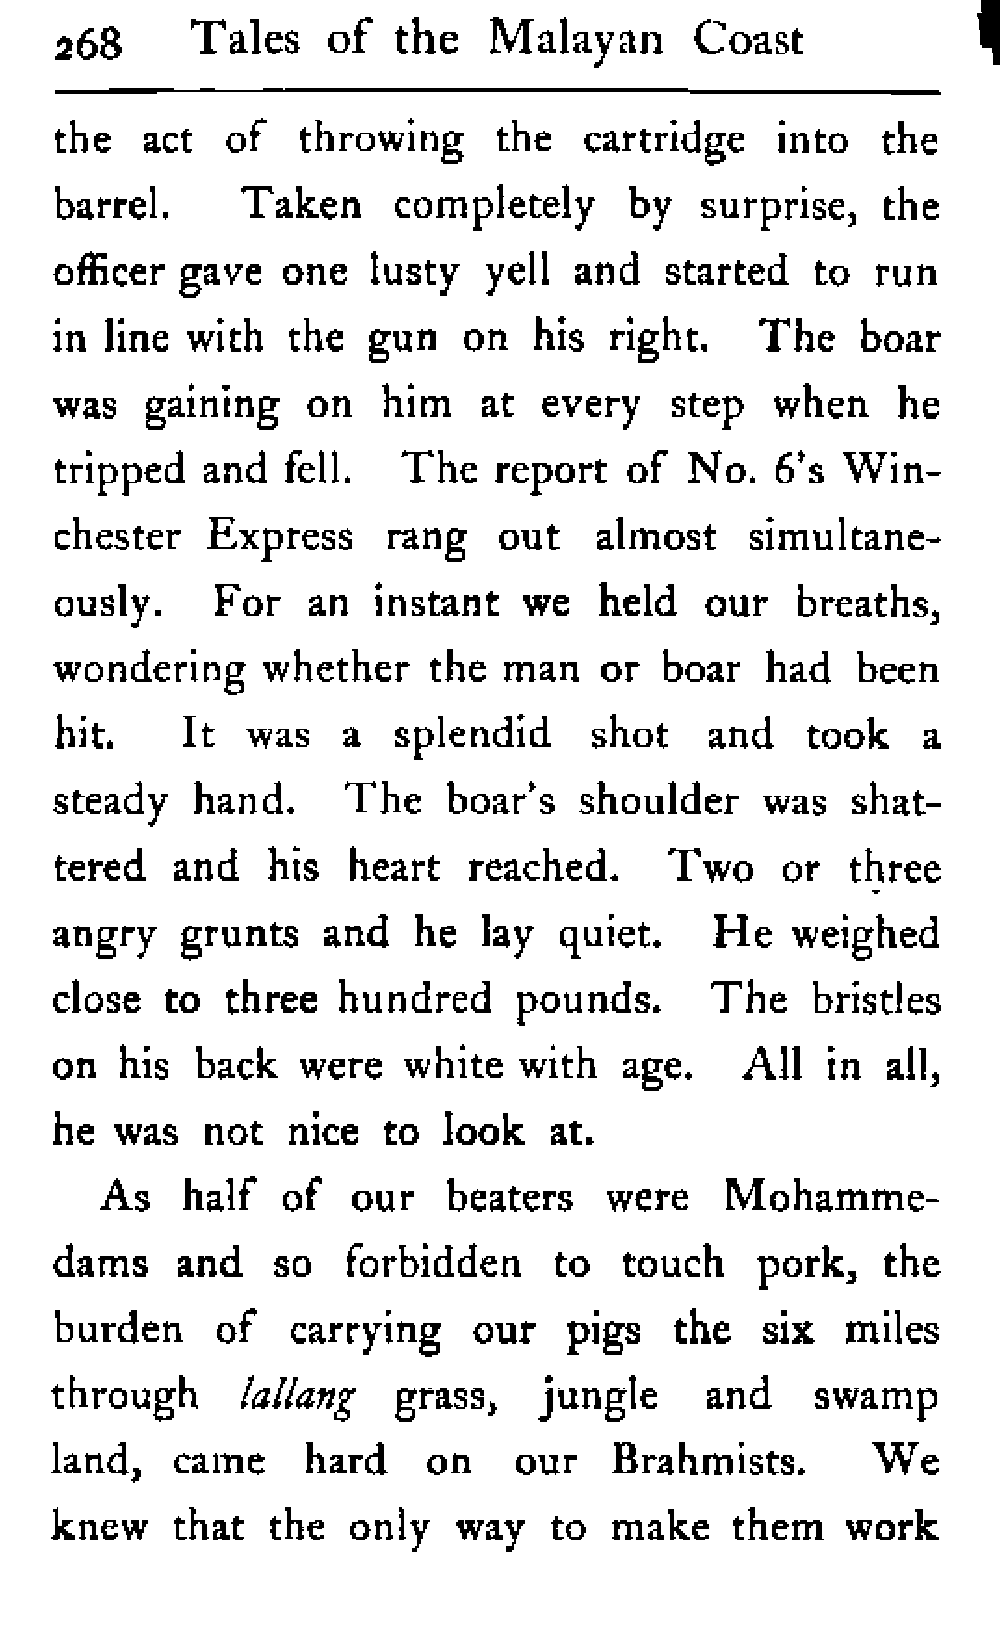 268 Tales of the Malayan Coast
the act of throwing the cartridge into the
barrel. Taken completely by surprise, the
officer gave one lusty yell and started to run
in line with the gun on his right. The boar
was gaining on him at every step when he
tripped and fell. The report of No. 6's Win-
chester Express rang out almost simultane-
ously. For an instant we held our breaths,
wondering whether the man or boar had been
hit. It was a splendid shot and took a
steady hand. The boar's shoulder was shat-
tered and his heart reached. Two or three
angry grunts and he lay quiet. He weighed
close to three hundred pounds. The bristles
on his back were white with age. All in all,
he was not nice to look at.
As half of our beaters were Mohamme-
dams and so forbidden to touch pork, the
burden of carrying our pigs the six miles
through lallang grass, jungle and swamp
land, came hard on our Brahmists. We
knew that the only way to make them work